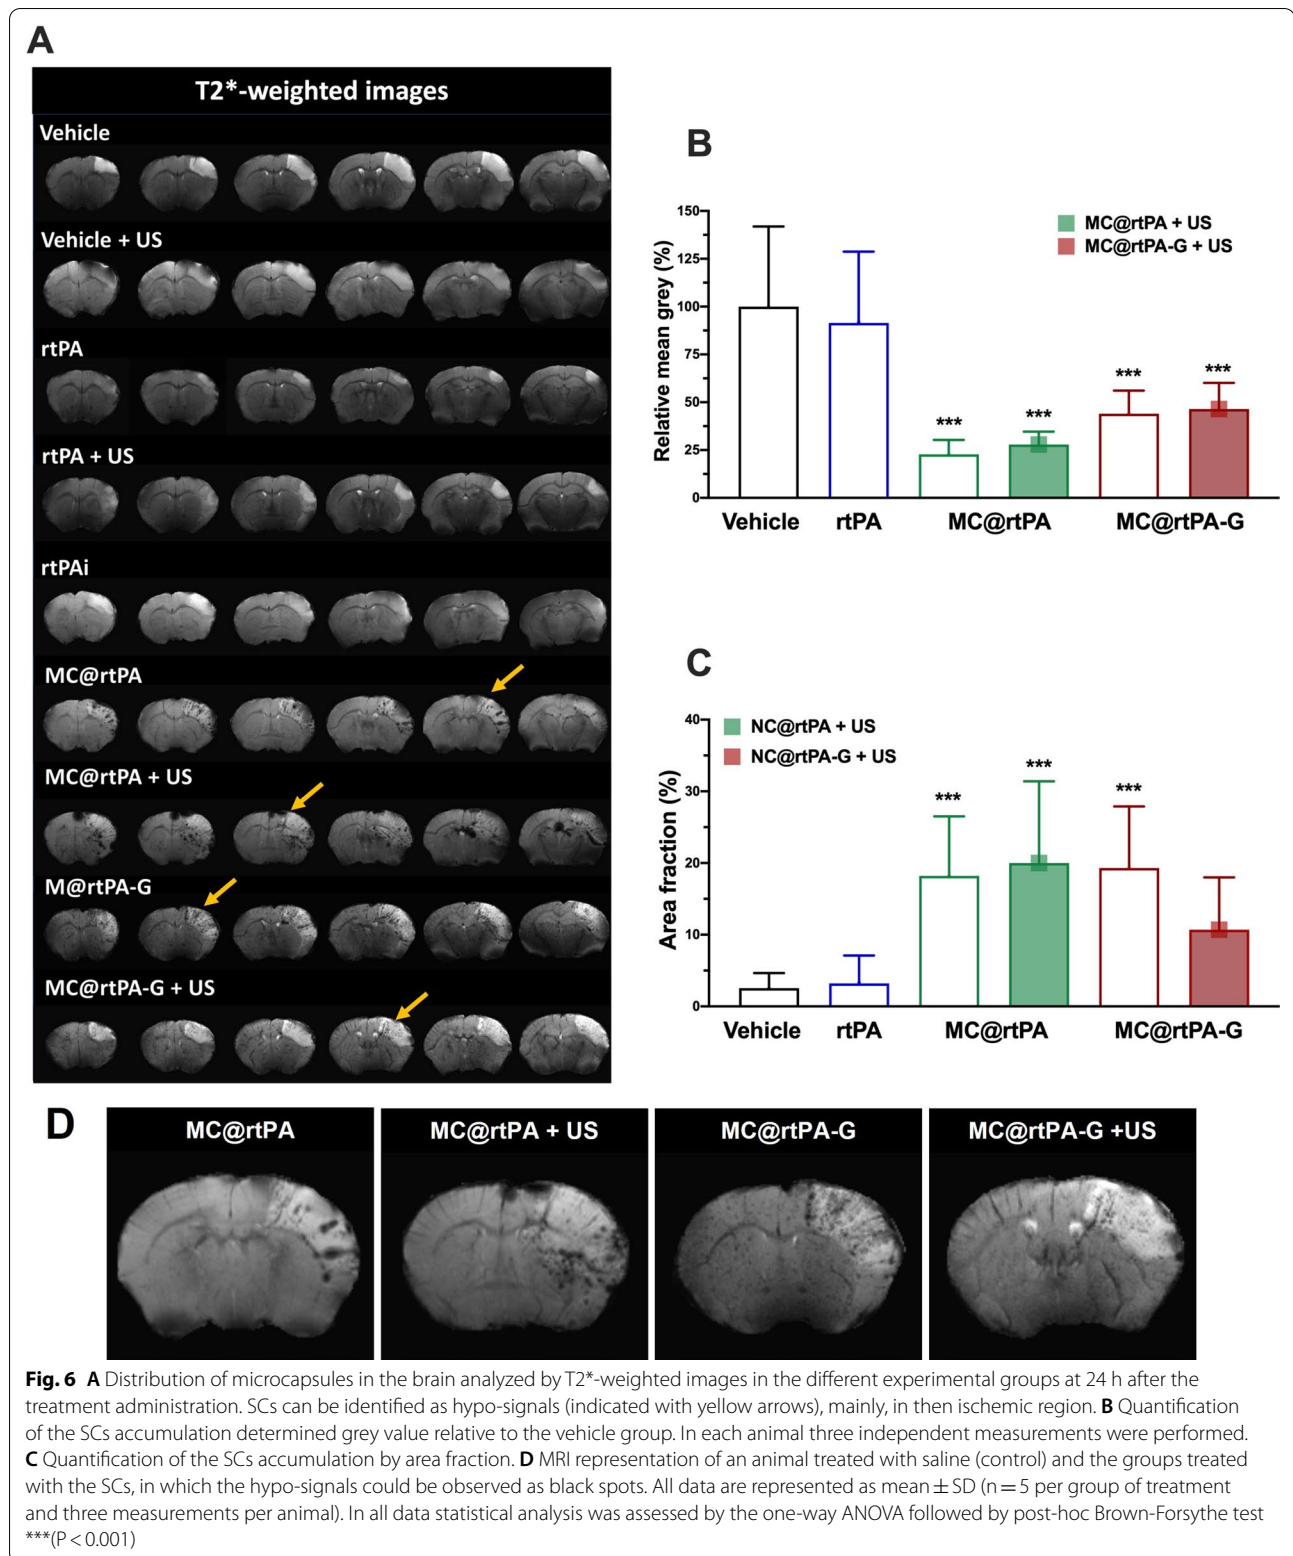 A
T2*-weighted images
Vehicle
Vehicle + US
rtPA
rtPA + US
rtPAi
MC@rtPA
MC@rtPA + US
M@rtPA-G
MC@rtPA-G + US
B
Relative mean grey (%)
150
125
100
75
50
25
0
MC@rtPA + US
MC@rtPA-G + US
*** *** *** ***
Vehicle rtPA MC@rtPA MC@rtPA-G
C
Area fraction (%)
40
30
20
10
0
NC@rtPA + US
NC@rtPA-G + US
*** *** ***
Vehicle rtPA MC@rtPA MC@rtPA-G
D
MC@rtPA MC@rtPA + US MC@rtPA-G MC@rtPA-G +US
Fig. 6 A Distribution of microcapsules in the brain analyzed by T2*-weighted images in the different experimental groups at 24 h after the
treatment administration. SCs can be identified as hypo-signals (indicated with yellow arrows), mainly, in then ischemic region. B Quantification
of the SCs accumulation determined grey value relative to the vehicle group. In each animal three independent measurements were performed.
C Quantification of the SCs accumulation by area fraction. D MRI representation of an animal treated with saline (control) and the groups treated
with the SCs, in which the hypo-signals could be observed as black spots. All data are represented as mean ± SD (n = 5 per group of treatment
and three measurements per animal). In all data statistical analysis was assessed by the one-way ANOVA followed by post-hoc Brown-Forsythe test
***(P < 0.001)